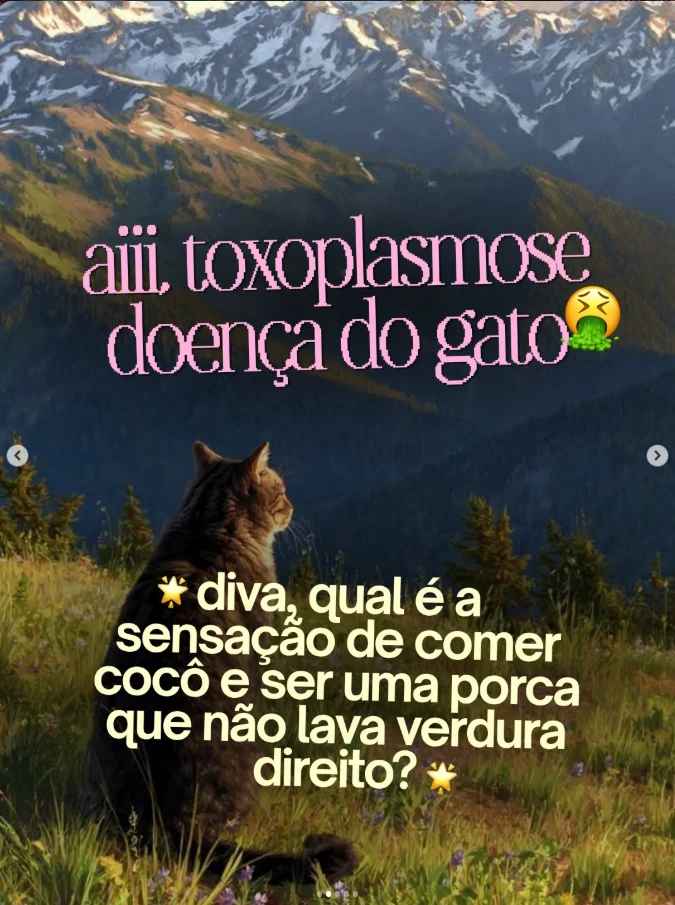 aiii, toxoplasmose
doença do gato🤮
🌟 diva, qual é a
sensação de comer
cocô e ser uma porca
que não lava verdura
direito? 🌟